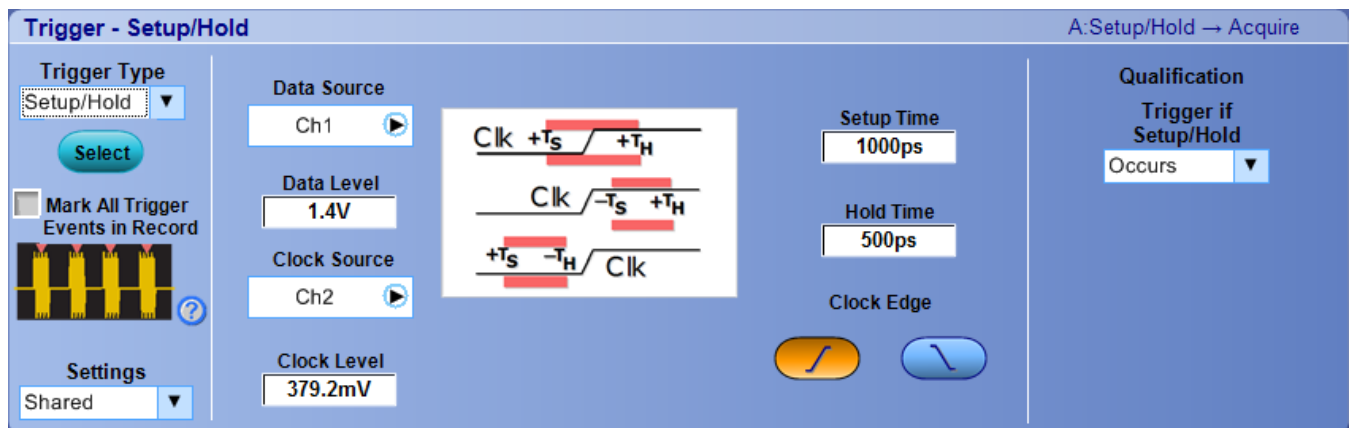 Trigger - Setup/Hold
A:Setup/Hold → Acquire
Trigger Type
Setup/Hold
Select
Mark All Trigger
Events in Record
Settings
Shared
Data Source
Ch1
Data Level
1.4V
Clock Source
Ch2
Clock Level
379.2mV
Clk +TS +TH
Clk -TS +TH
+TS -TH Clk
Setup Time
1000ps
Hold Time
500ps
Clock Edge
Qualification
Trigger if
Setup/Hold
Occurs